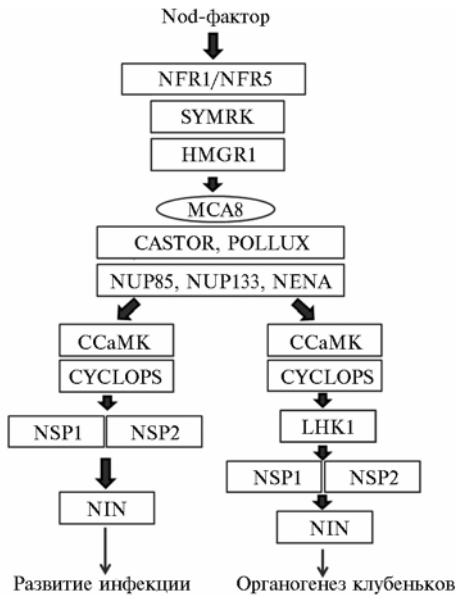 Nod-фактор
NFR1/NFR5
SYMRK
HMGR1
MCA8
CASTOR, POLLUX
NUP85, NUP133, NENA
CCaMK
CYCLOPS
NSP1 NSP2
NIN
Развитие инфекции
CCaMK
CYCLOPS
LHK1
NSP1 NSP2
NIN
Органогенез клубеньков